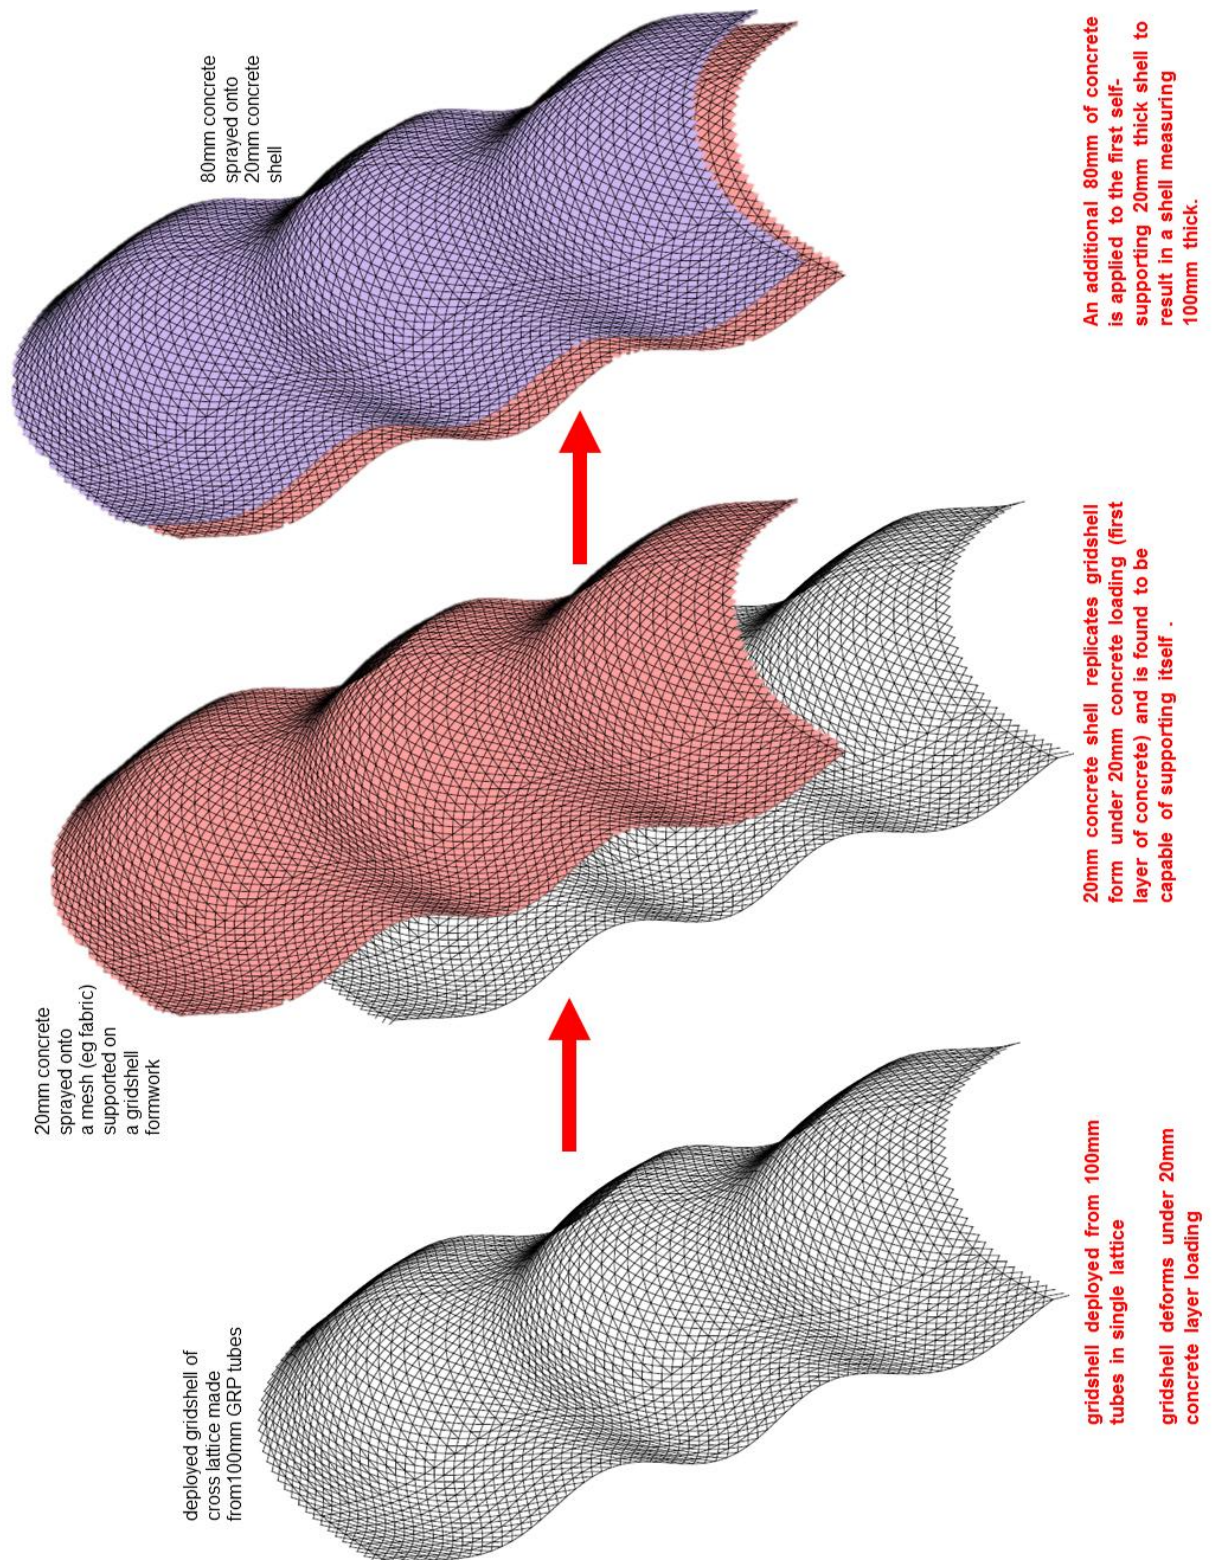 deployed gridshell of
cross lattice made
from100mm GRP tubes
20mm concrete
sprayed onto
a mesh (eg fabric)
supported on
a gridshell
formwork
80mm concrete
sprayed onto
20mm concrete
shell
gridshell deployed from 100mm
tubes in single lattice
gridshell deforms under 20mm
concrete layer loading
20mm concrete shell replicates gridshell
form under 20mm concrete loading (first
layer of concrete) and is found to be
capable of supporting itself .
An additional 80mm of concrete
is applied to the first self-
supporting 20mm thick shell to
result in a shell measuring
100mm thick.